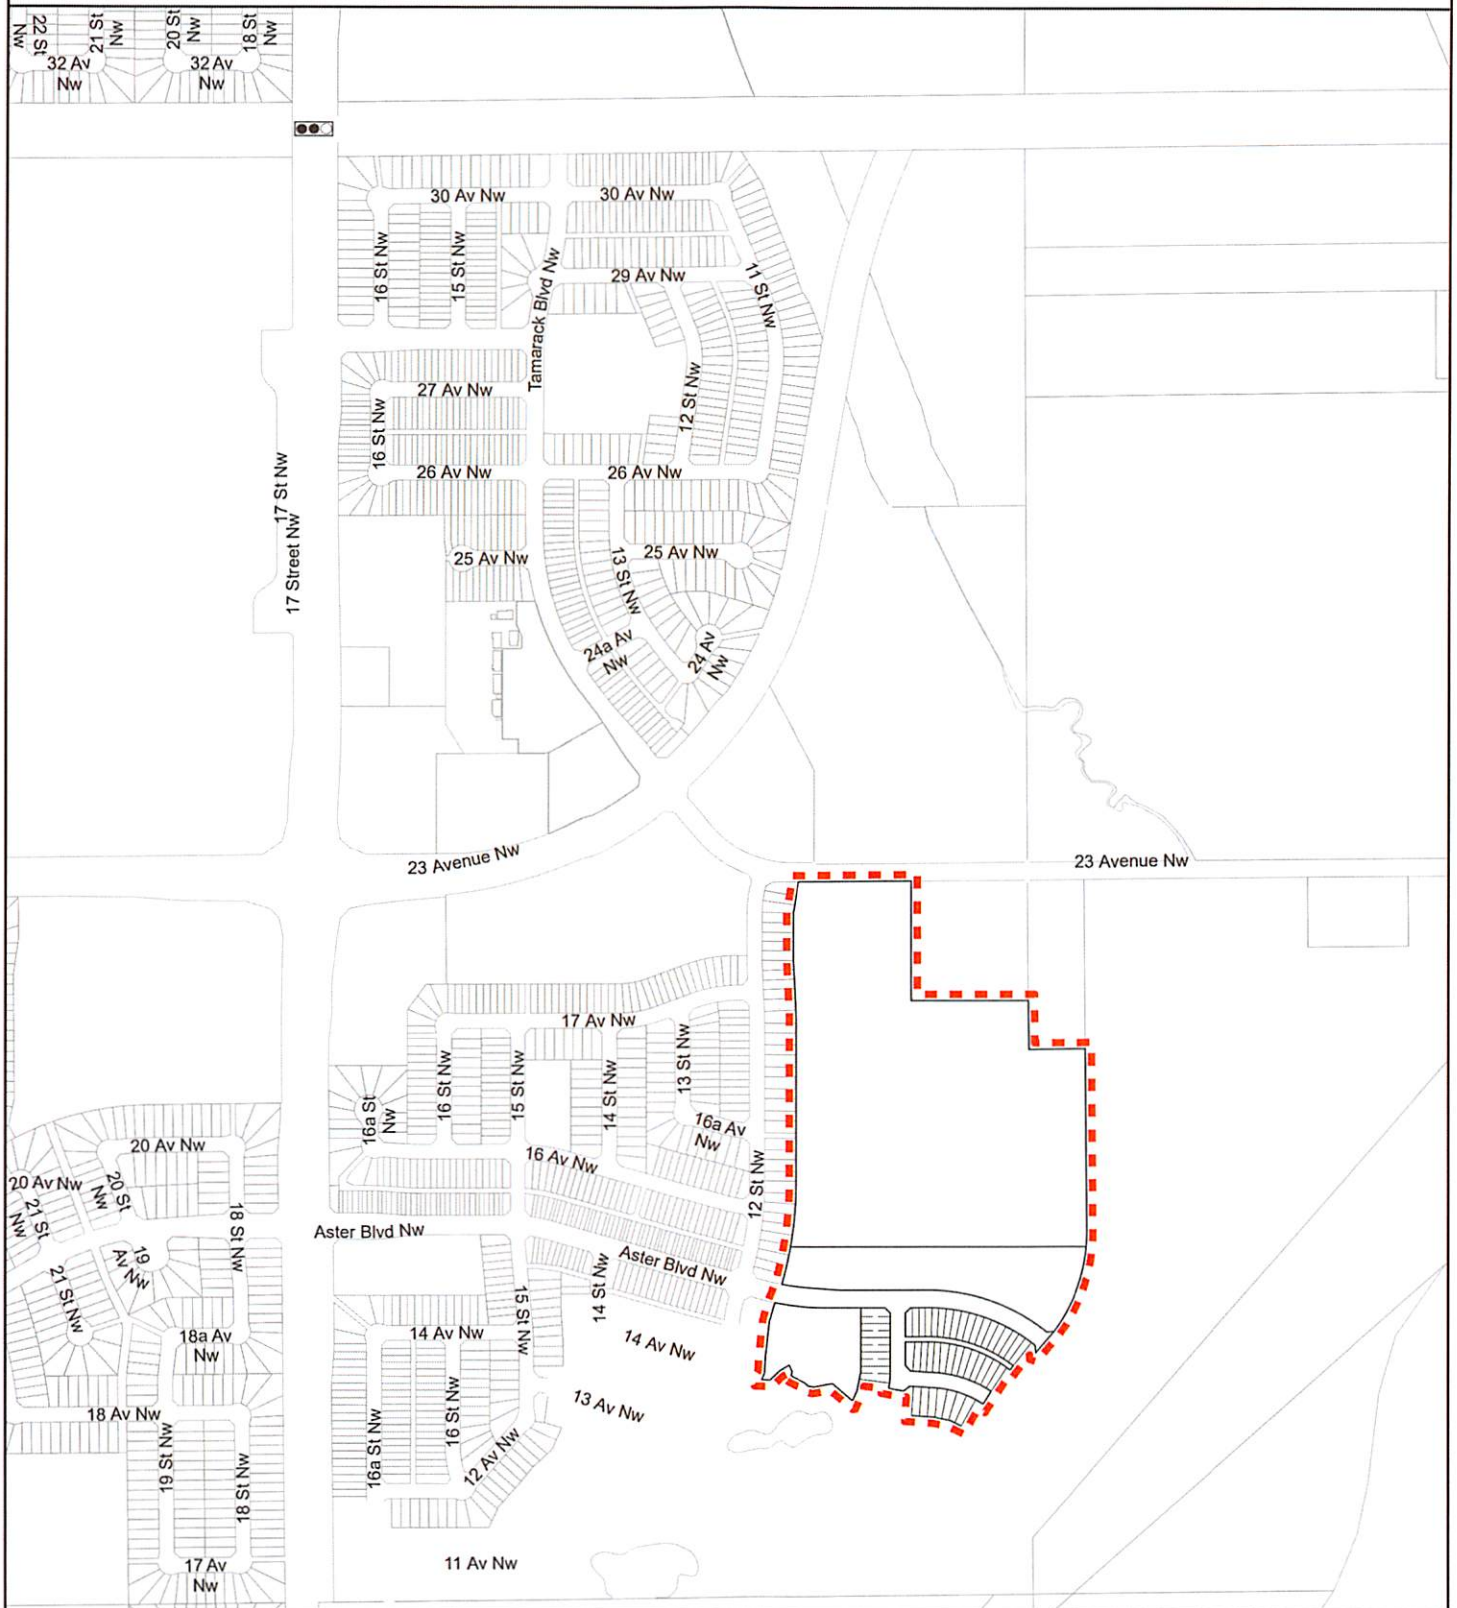 22 St
Nw
21 St
Nw
20 St
Nw
18 St
Nw
32 Av
Nw
32 Av
Nw
30 Av Nw
30 Av Nw
16 St Nw
15 St Nw
Tamarack Blvd Nw
29 Av Nw
11 St Nw
27 Av Nw
12 St Nw
16 St Nw
26 Av Nw
26 Av Nw
17 St Nw
17 Street Nw
25 Av Nw
13 St Nw
25 Av Nw
24a Av
Nw
24 Av
Nw
23 Avenue Nw
23 Avenue Nw
17 Av Nw
16a St
Nw
16 St Nw
15 St Nw
14 St Nw
13 St Nw
16a Av
Nw
20 Av Nw
16 Av Nw
12 St Nw
20 Av Nw
20 St
Nw
21 St
Nw
18 St Nw
Aster Blvd Nw
Aster Blvd Nw
19
Av Nw
21 St Nw
14 St Nw
15 St Nw
18a Av
Nw
14 Av Nw
14 Av Nw
18 Av Nw
16 St Nw
13 Av Nw
19 St Nw
18 St Nw
16a St Nw
12 Av Nw
17 Av
Nw
11 Av Nw